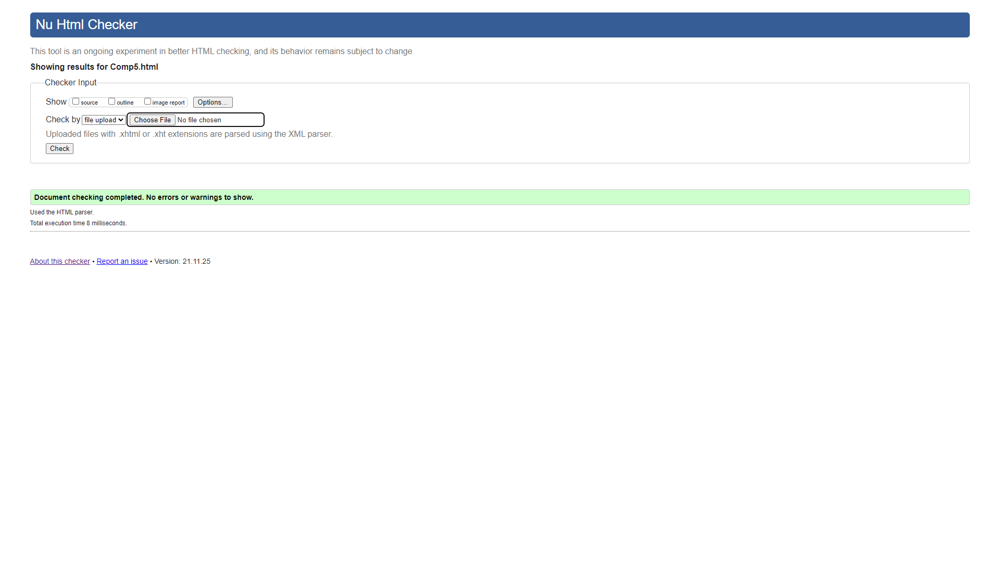 Nu Html Checker
This tool is an ongoing experiment in better HTML checking, and its behavior remains subject to change
Showing results for Comp5.html
Checker Input
Show source outline image report Options...
Check by file upload Choose File No file chosen
Uploaded files with .xhtml or .xht extensions are parsed using the XML parser.
Check
Document checking completed. No errors or warnings to show.
Used the HTML parser.
Total execution time 8 milliseconds.
About this checker • Report an issue • Version: 21.11.25